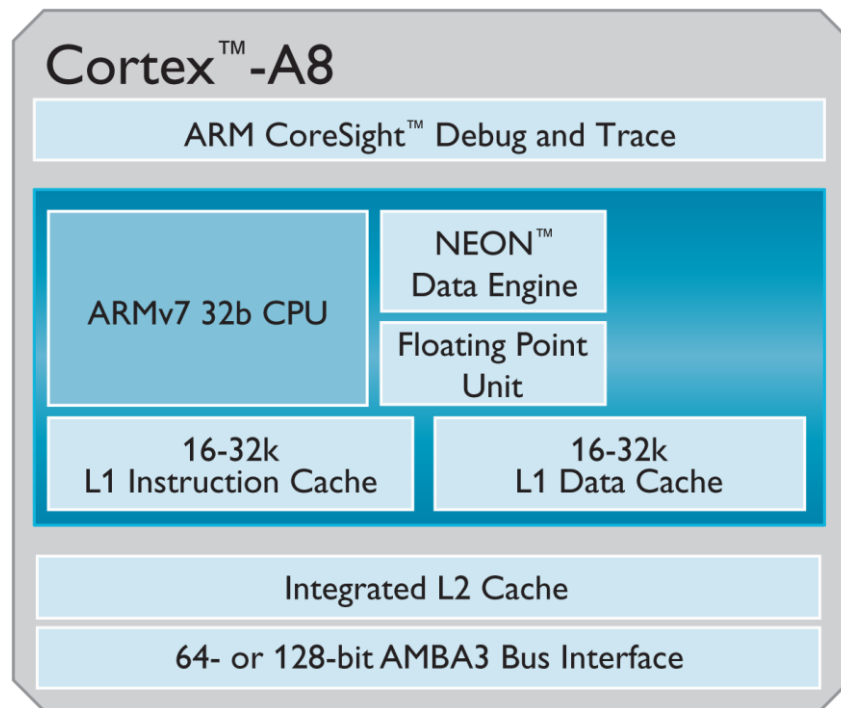 Cortex™-A8
ARM CoreSight™ Debug and Trace
ARMv7 32b CPU
NEON™
Data Engine
Floating Point
Unit
16-32k
L1 Instruction Cache
16-32k
L1 Data Cache
Integrated L2 Cache
64- or 128-bit AMBA3 Bus Interface